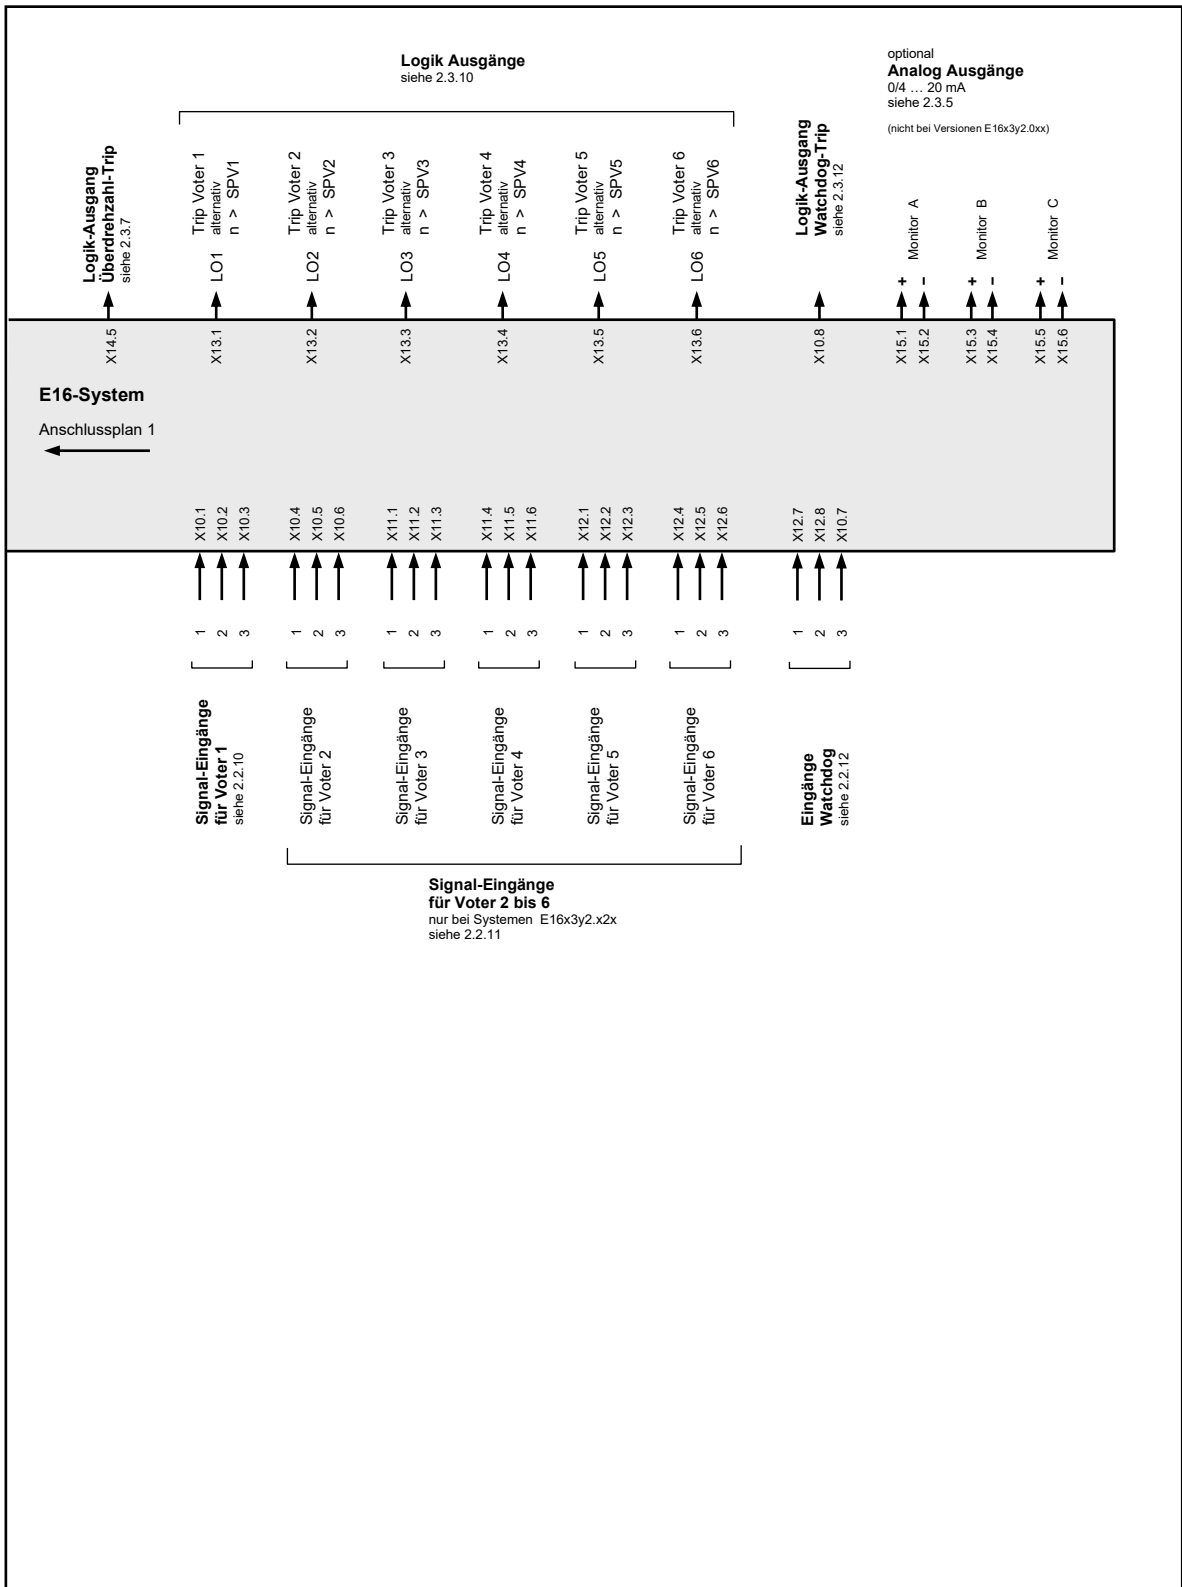 Logik Ausgänge
siehe 2.3.10
optional
Analog Ausgänge
0/4 … 20 mA
siehe 2.3.5
(nicht bei Versionen E16x3y2.0xx)
Logik-Ausgang
Überdrehzahl-Trip
siehe 2.3.7
Trip Voter 1
alternativ
n > SPV1
Trip Voter 2
alternativ
n > SPV2
Trip Voter 3
alternativ
n > SPV3
Trip Voter 4
alternativ
n > SPV4
Trip Voter 5
alternativ
n > SPV5
Trip Voter 6
alternativ
n > SPV6
Logik-Ausgang
Watchdog-Trip
siehe 2.3.12
LO1
LO2
LO3
LO4
LO5
LO6
+
Monitor A
–
+
Monitor B
–
+
Monitor C
–
X14.5
X13.1
X13.2
X13.3
X13.4
X13.5
X13.6
X10.8
X15.1
X15.2
X15.3
X15.4
X15.5
X15.6
E16-System
Anschlussplan 1
X10.1
X10.2
X10.3
X10.4
X10.5
X10.6
X11.1
X11.2
X11.3
X11.4
X11.5
X11.6
X12.1
X12.2
X12.3
X12.4
X12.5
X12.6
X12.7
X12.8
X10.7
1
2
3
1
2
3
1
2
3
1
2
3
1
2
3
1
2
3
1
2
3
Signal-Eingänge
für Voter 1
siehe 2.2.10
Signal-Eingänge
für Voter 2
Signal-Eingänge
für Voter 3
Signal-Eingänge
für Voter 4
Signal-Eingänge
für Voter 5
Signal-Eingänge
für Voter 6
Eingänge
Watchdog
siehe 2.2.12
Signal-Eingänge
für Voter 2 bis 6
nur bei Systemen E16x3y2.x2x
siehe 2.2.11